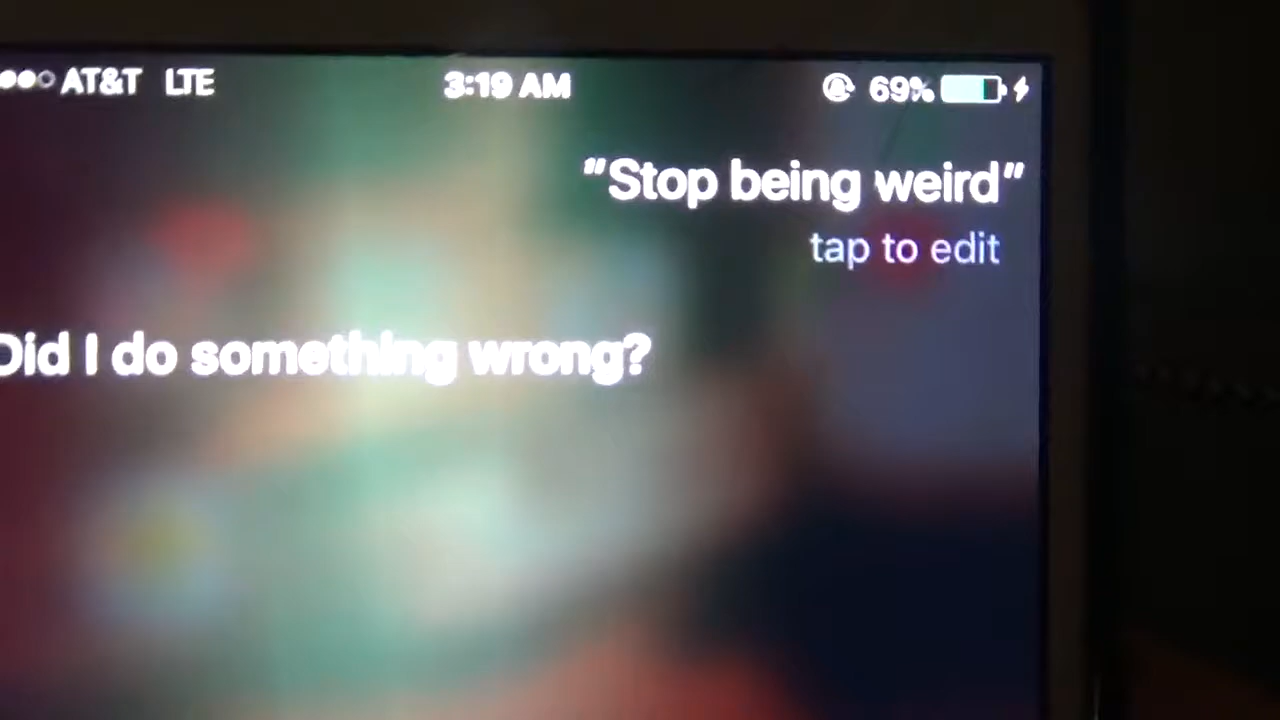 AT&T LTE 3:19 AM 69%
"Stop being weird"
tap to edit
Did I do something wrong?